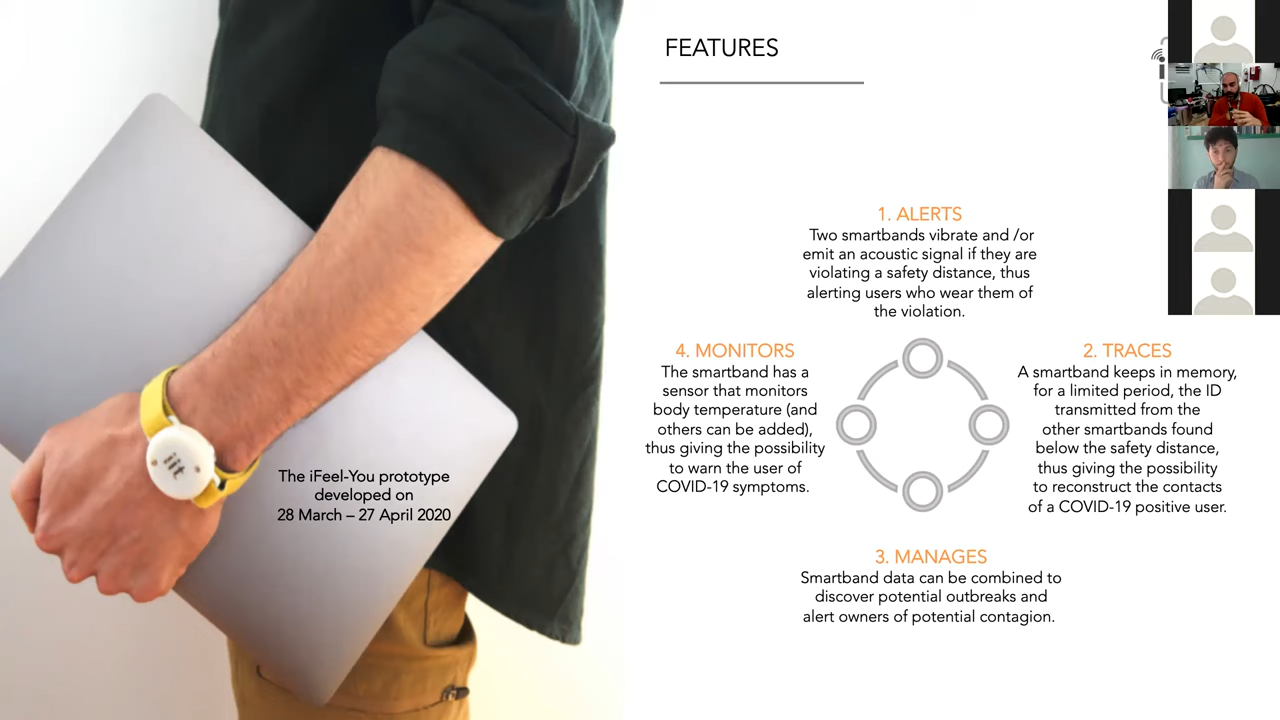 FEATURES
1. ALERTS
Two smartbands vibrate and /or
emit an acoustic signal if they are
violating a safety distance, thus
alerting users who wear them of
the violation.
4. MONITORS
The smartband has a
sensor that monitors
body temperature (and
others can be added),
thus giving the possibility
to warn the user of
COVID-19 symptoms.
2. TRACES
A smartband keeps in memory,
for a limited period, the ID
transmitted from the
other smartbands found
below the safety distance,
thus giving the possibility
to reconstruct the contacts
of a COVID-19 positive user.
3. MANAGES
Smartband data can be combined to
discover potential outbreaks and
alert owners of potential contagion.
iit
The iFeel-You prototype
developed on
28 March – 27 April 2020